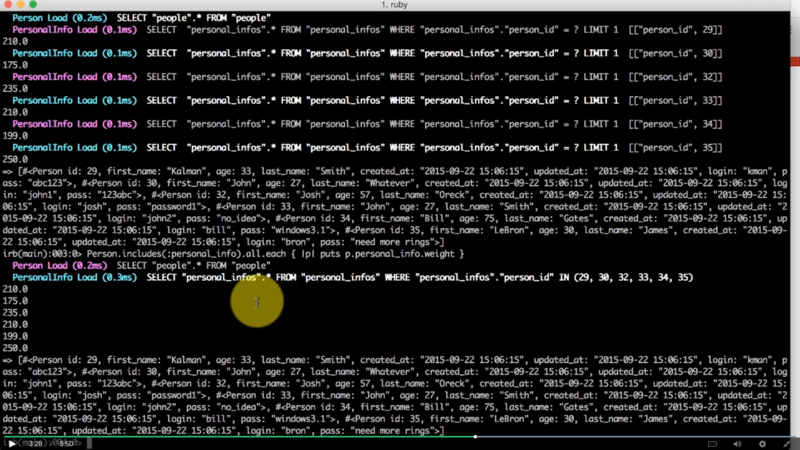 1. ruby
Person Load (0.2ms)  SELECT "people".* FROM "people"
PersonalInfo Load (0.1ms)  SELECT  "personal_infos".* FROM "personal_infos" WHERE "personal_infos"."person_id" = ? LIMIT 1  [["person_id", 29]]
210.0
PersonalInfo Load (0.1ms)  SELECT  "personal_infos".* FROM "personal_infos" WHERE "personal_infos"."person_id" = ? LIMIT 1  [["person_id", 30]]
175.0
PersonalInfo Load (0.1ms)  SELECT  "personal_infos".* FROM "personal_infos" WHERE "personal_infos"."person_id" = ? LIMIT 1  [["person_id", 32]]
235.0
PersonalInfo Load (0.1ms)  SELECT  "personal_infos".* FROM "personal_infos" WHERE "personal_infos"."person_id" = ? LIMIT 1  [["person_id", 33]]
210.0
PersonalInfo Load (0.1ms)  SELECT  "personal_infos".* FROM "personal_infos" WHERE "personal_infos"."person_id" = ? LIMIT 1  [["person_id", 34]]
199.0
PersonalInfo Load (0.1ms)  SELECT  "personal_infos".* FROM "personal_infos" WHERE "personal_infos"."person_id" = ? LIMIT 1  [["person_id", 35]]
250.0
=> [#<Person id: 29, first_name: "Kalman", age: 33, last_name: "Smith", created_at: "2015-09-22 15:06:15", updated_at: "2015-09-22 15:06:15", login: "kman",
pass: "abc123">, #<Person id: 30, first_name: "John", age: 27, last_name: "Whatever", created_at: "2015-09-22 15:06:15", updated_at: "2015-09-22 15:06:15", log
in: "john1", pass: "123abc">, #<Person id: 32, first_name: "Josh", age: 57, last_name: "Oreck", created_at: "2015-09-22 15:06:15", updated_at: "2015-09-22 15:0
6:15", login: "josh", pass: "password1">, #<Person id: 33, first_name: "John", age: 27, last_name: "Smith", created_at: "2015-09-22 15:06:15", updated_at: "201
5-09-22 15:06:15", login: "john2", pass: "no_idea">, #<Person id: 34, first_name: "Bill", age: 75, last_name: "Gates", created_at: "2015-09-22 15:06:15", updat
ed_at: "2015-09-22 15:06:15", login: "bill", pass: "windows3.1">, #<Person id: 35, first_name: "LeBron", age: 30, last_name: "James", created_at: "2015-09-22 1
5:06:15", updated_at: "2015-09-22 15:06:15", login: "bron", pass: "need more rings">]
irb(main):003:0> Person.includes(:personal_info).all.each { |p| puts p.personal_info.weight }
Person Load (0.2ms)  SELECT "people".* FROM "people"
PersonalInfo Load (0.3ms)  SELECT "personal_infos".* FROM "personal_infos" WHERE "personal_infos"."person_id" IN (29, 30, 32, 33, 34, 35)
210.0
175.0
235.0
210.0
199.0
250.0
=> [#<Person id: 29, first_name: "Kalman", age: 33, last_name: "Smith", created_at: "2015-09-22 15:06:15", updated_at: "2015-09-22 15:06:15", login: "kman",
pass: "abc123">, #<Person id: 30, first_name: "John", age: 27, last_name: "Whatever", created_at: "2015-09-22 15:06:15", updated_at: "2015-09-22 15:06:15", log
in: "john1", pass: "123abc">, #<Person id: 32, first_name: "Josh", age: 57, last_name: "Oreck", created_at: "2015-09-22 15:06:15", updated_at: "2015-09-22 15:0
6:15", login: "josh", pass: "password1">, #<Person id: 33, first_name: "John", age: 27, last_name: "Smith", created_at: "2015-09-22 15:06:15", updated_at: "201
5-09-22 15:06:15", login: "john2", pass: "no_idea">, #<Person id: 34, first_name: "Bill", age: 75, last_name: "Gates", created_at: "2015-09-22 15:06:15", updat
ed_at: "2015-09-22 15:06:15", login: "bill", pass: "windows3.1">, #<Person id: 35, first_name: "LeBron", age: 30, last_name: "James", created_at: "2015-09-22 1
5:06:15", updated_at: "2015-09-22 15:06:15", login: "bron", pass: "need more rings">]
3:28 5:50